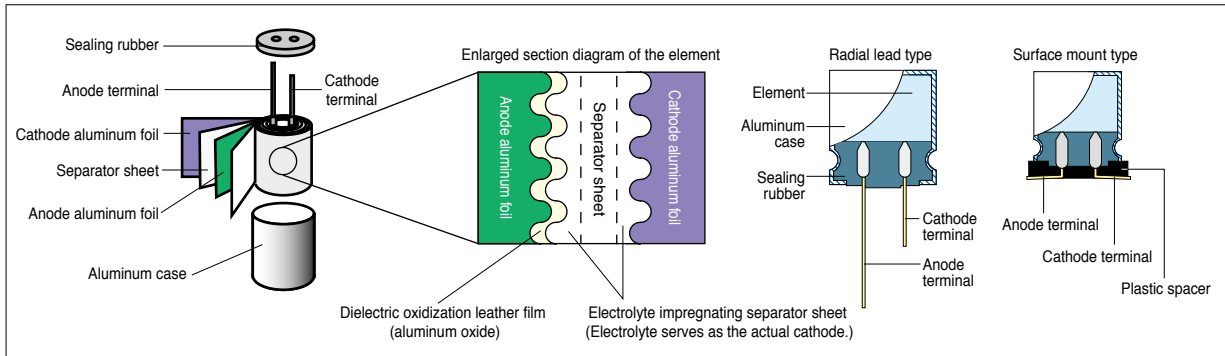 Sealing rubber
Anode terminal
Cathode
terminal
Cathode aluminum foil
Separator sheet
Anode aluminum foil
Aluminum case
Enlarged section diagram of the element
Anode aluminum foil
Separator sheet
Cathode aluminum foil
Dielectric oxidization leather film
(aluminum oxide)
Electrolyte impregnating separator sheet
(Electrolyte serves as the actual cathode.)
Radial lead type
Element
Aluminum
case
Sealing
rubber
Cathode
terminal
Anode
terminal
Surface mount type
Anode terminal
Cathode terminal
Plastic spacer